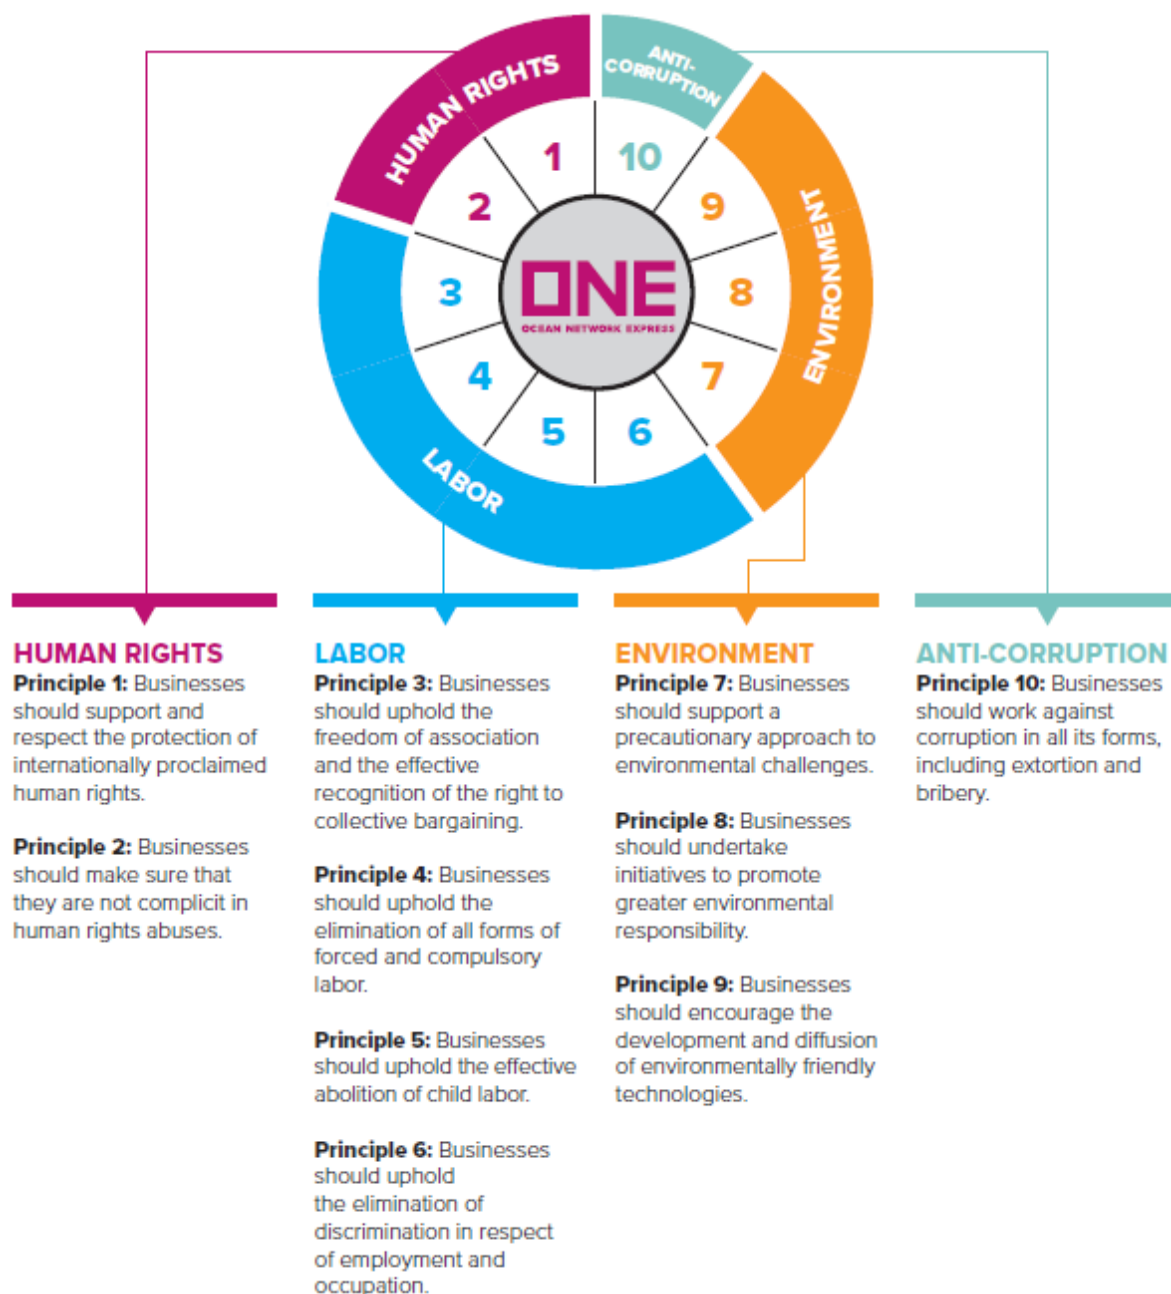 HUMAN RIGHTS
ANTI-
CORRUPTION
ENVIRONMENT
LABOR
1
2
3
4
5
6
7
8
9
10
ONE
OCEAN NETWORK EXPRESS
HUMAN RIGHTS
Principle 1: Businesses
should support and
respect the protection of
internationally proclaimed
human rights.
Principle 2: Businesses
should make sure that
they are not complicit in
human rights abuses.
LABOR
Principle 3: Businesses
should uphold the
freedom of association
and the effective
recognition of the right to
collective bargaining.
Principle 4: Businesses
should uphold the
elimination of all forms of
forced and compulsory
labor.
Principle 5: Businesses
should uphold the effective
abolition of child labor.
Principle 6: Businesses
should uphold
the elimination of
discrimination in respect
of employment and
occupation.
ENVIRONMENT
Principle 7: Businesses
should support a
precautionary approach to
environmental challenges.
Principle 8: Businesses
should undertake
initiatives to promote
greater environmental
responsibility.
Principle 9: Businesses
should encourage the
development and diffusion
of environmentally friendly
technologies.
ANTI-CORRUPTION
Principle 10: Businesses
should work against
corruption in all its forms,
including extortion and
bribery.